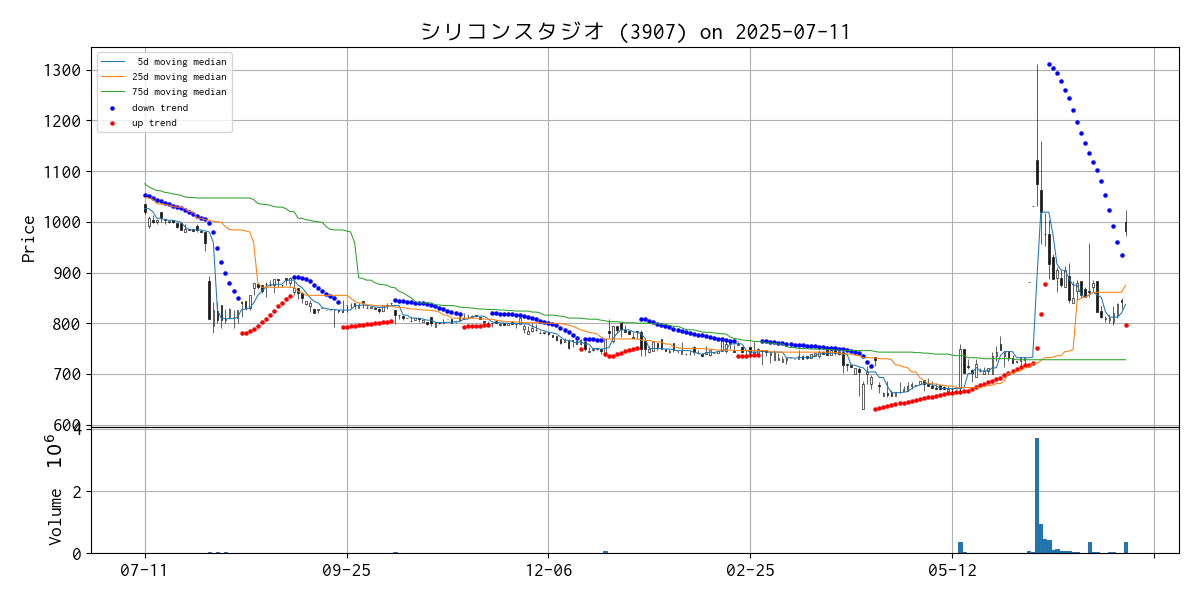 シリコンスタジオ (3907) on 2025-07-11
5d moving median
25d moving median
75d moving median
down trend
up trend
Price
1300
1200
1100
1000
900
800
700
600
Volume 10⁶
4
2
0
07-11 09-25 12-06 02-25 05-12